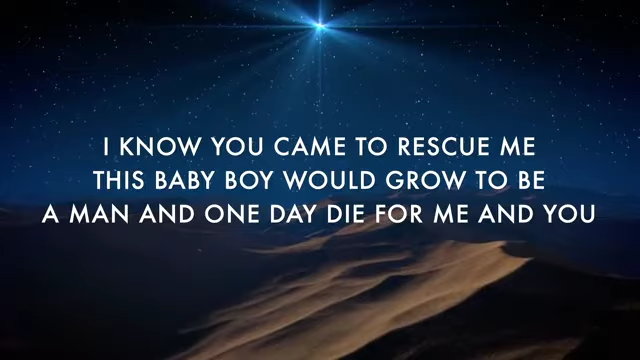 I KNOW YOU CAME TO RESCUE ME
THIS BABY BOY WOULD GROW TO BE
A MAN AND ONE DAY DIE FOR ME AND YOU